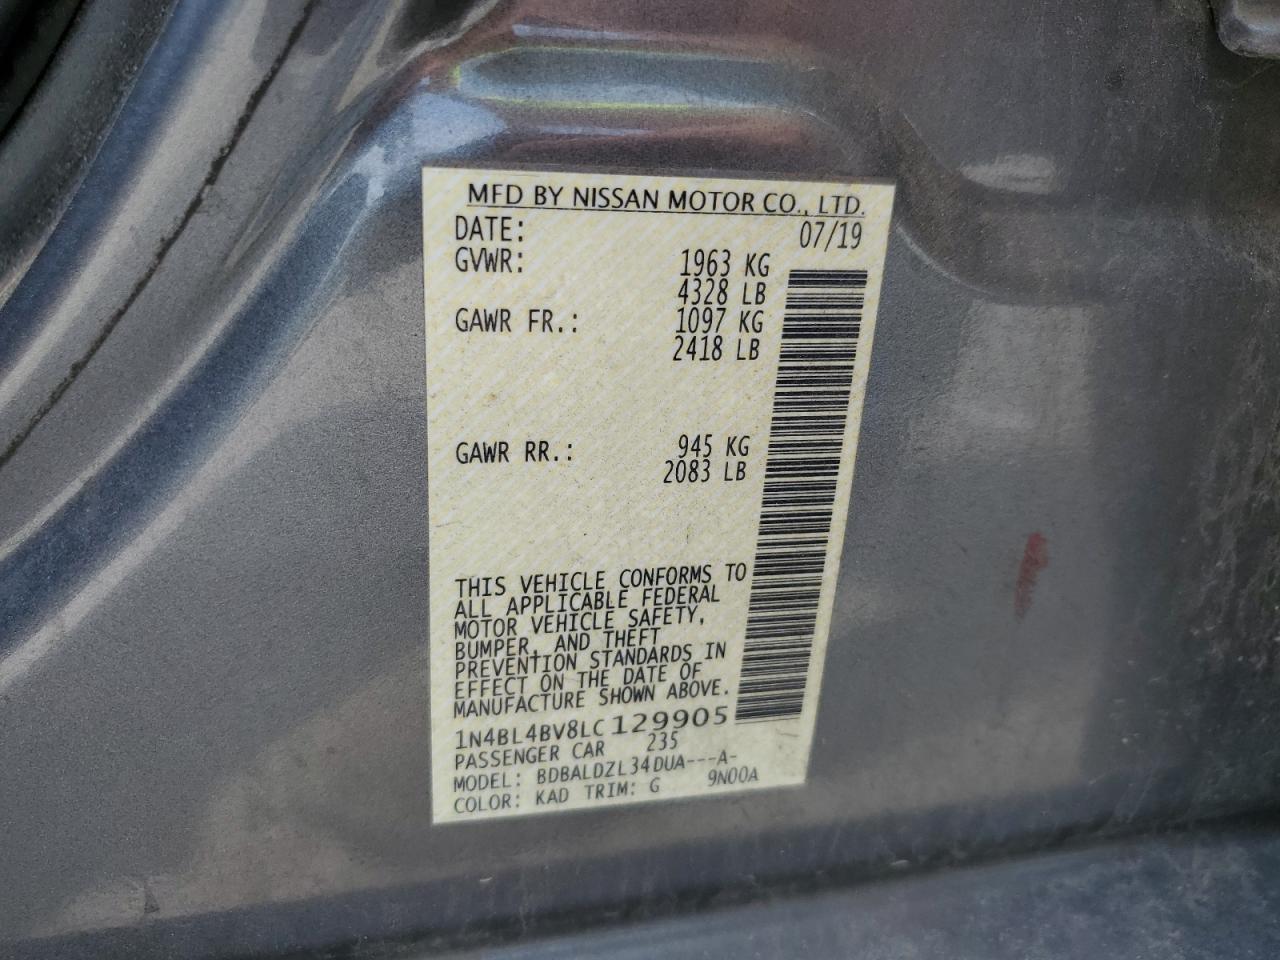 MFD BY NISSAN MOTOR CO., LTD.
DATE: 07/19
GVWR: 1963 KG
4328 LB
GAWR FR.: 1097 KG
2418 LB
GAWR RR.: 945 KG
2083 LB
THIS VEHICLE CONFORMS TO
ALL APPLICABLE FEDERAL
MOTOR VEHICLE SAFETY,
BUMPER, AND THEFT
PREVENTION STANDARDS IN
EFFECT ON THE DATE OF
MANUFACTURE SHOWN ABOVE.
1N4BL4BV8LC129905
PASSENGER CAR 235
MODEL: BDBALDZL34DUA---A-
COLOR: KAD TRIM: G 9N00A